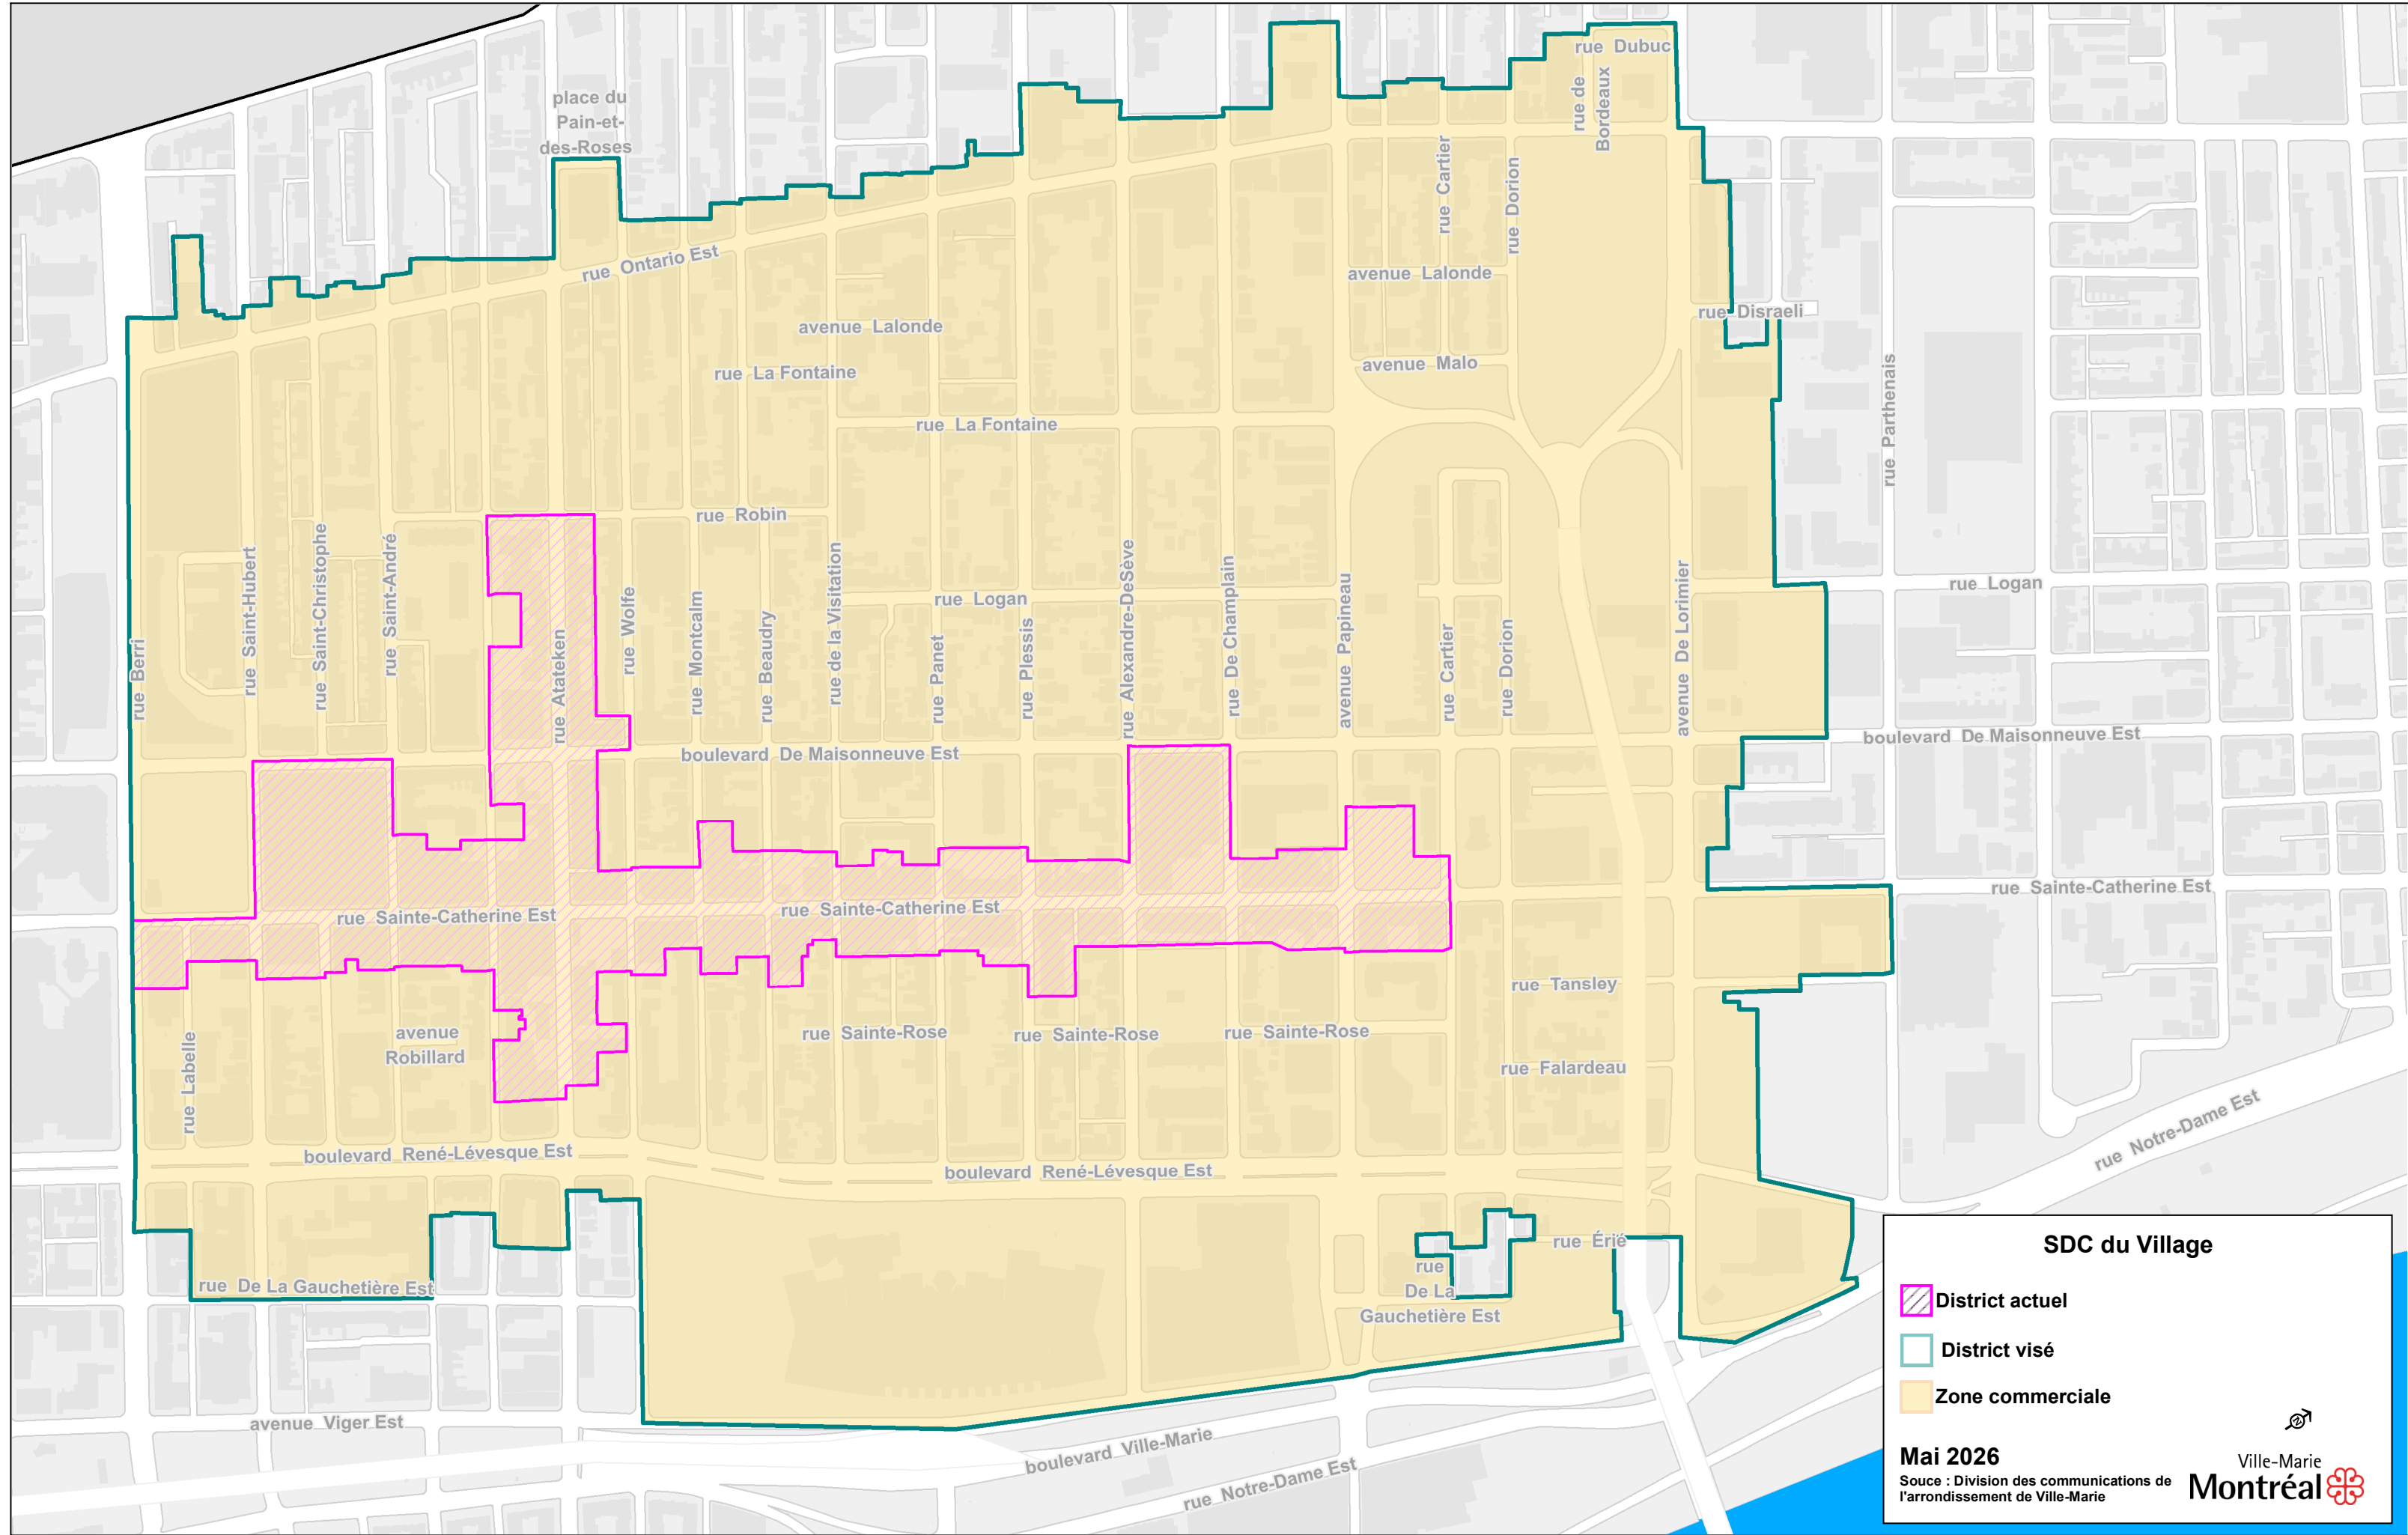 rue Dubuc
rue de
Bordeaux
place du
Pain-et-
des-Roses
rue Cartier
rue Dorion
rue Ontario Est
avenue Lalonde
rue Disraeli
avenue Lalonde
avenue Malo
rue La Fontaine
rue Parthenais
rue La Fontaine
rue Robin
rue Logan
rue Logan
rue Berri
rue Saint-Hubert
rue Saint-Christophe
rue Saint-André
rue Atateken
rue Wolfe
rue Montcalm
rue Beaudry
rue de la Visitation
rue Panet
rue Plessis
rue Alexandre-DeSève
rue De Champlain
avenue Papineau
rue Cartier
rue Dorion
avenue De Lorimier
boulevard De Maisonneuve Est
boulevard De Maisonneuve Est
rue Sainte-Catherine Est
rue Sainte-Catherine Est
rue Sainte-Catherine Est
rue Tansley
avenue
Robillard
rue Sainte-Rose
rue Sainte-Rose
rue Sainte-Rose
rue Labelle
rue Falardeau
rue Notre-Dame Est
boulevard René-Lévesque Est
boulevard René-Lévesque Est
rue Érié
rue De La Gauchetière Est
rue
De La
Gauchetière Est
avenue Viger Est
boulevard Ville-Marie
rue Notre-Dame Est
SDC du Village
District actuel
District visé
Zone commerciale
N
Mai 2026
Souce : Division des communications de
l'arrondissement de Ville-Marie
Ville-Marie
Montréal